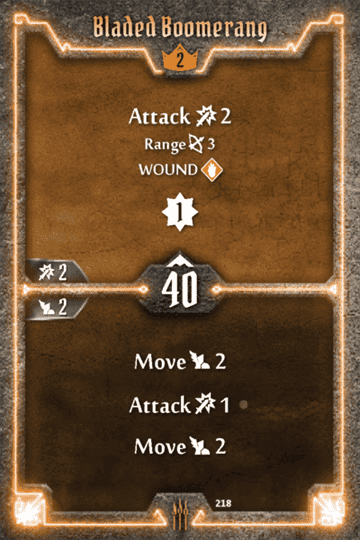 Bladed Boomerang
2
Attack 2
Range 3
WOUND
1
2
40
2
Move 2
Attack 1
Move 2
218